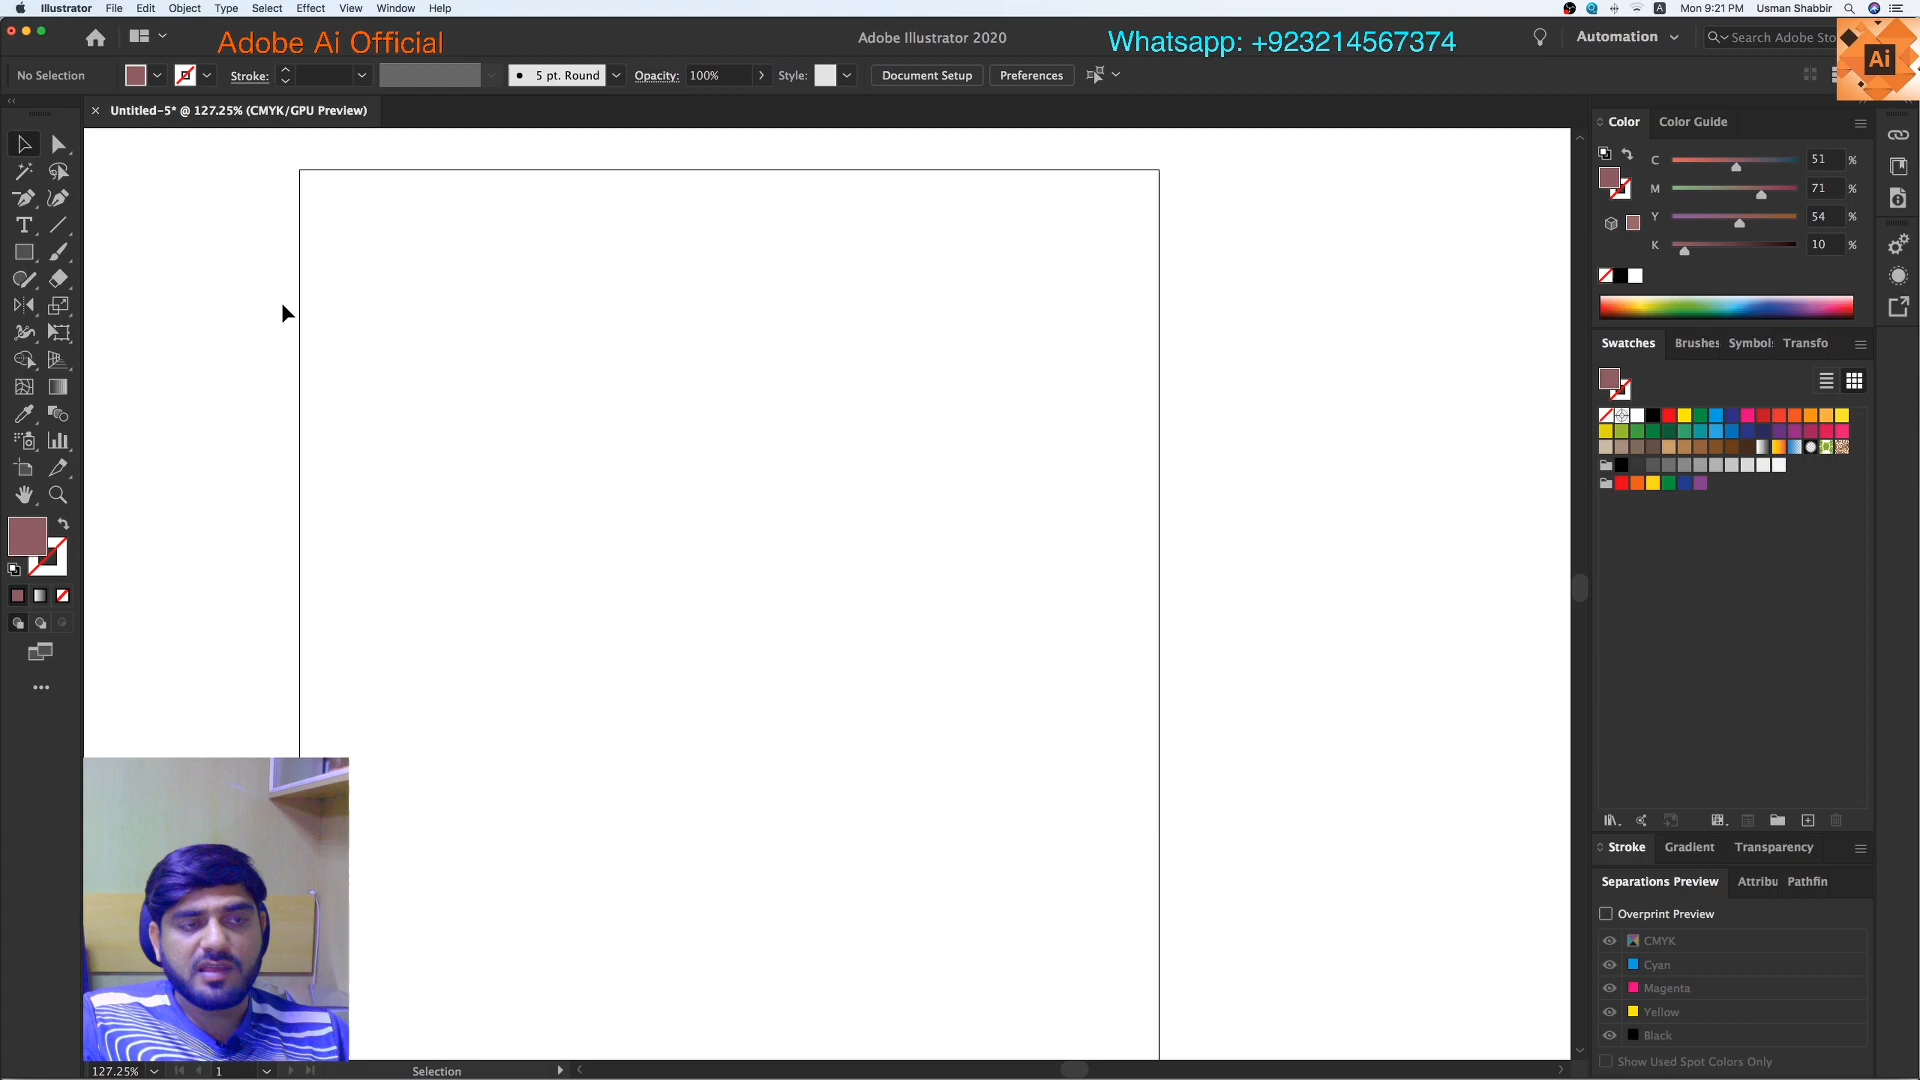 Illustrator File Edit Object Type Select Effect View Window Help
A Mon 9:21 PM Usman Shabbir
Adobe Ai Official
Adobe Illustrator 2020
Whatsapp: +923214567374
Automation
Search Adobe Sto
Ai
No Selection
Stroke:
5 pt. Round
Opacity: 100%
Style:
Document Setup
Preferences
× Untitled-5* @ 127.25% (CMYK/GPU Preview)
Color Color Guide
C 51 %
M 71 %
Y 54 %
K 10 %
Swatches Brushes Symbol Transfo
Stroke Gradient Transparency
Separations Preview Attribu Pathfin
Overprint Preview
CMYK
Cyan
Magenta
Yellow
Black
Show Used Spot Colors Only
127.25% 1 Selection